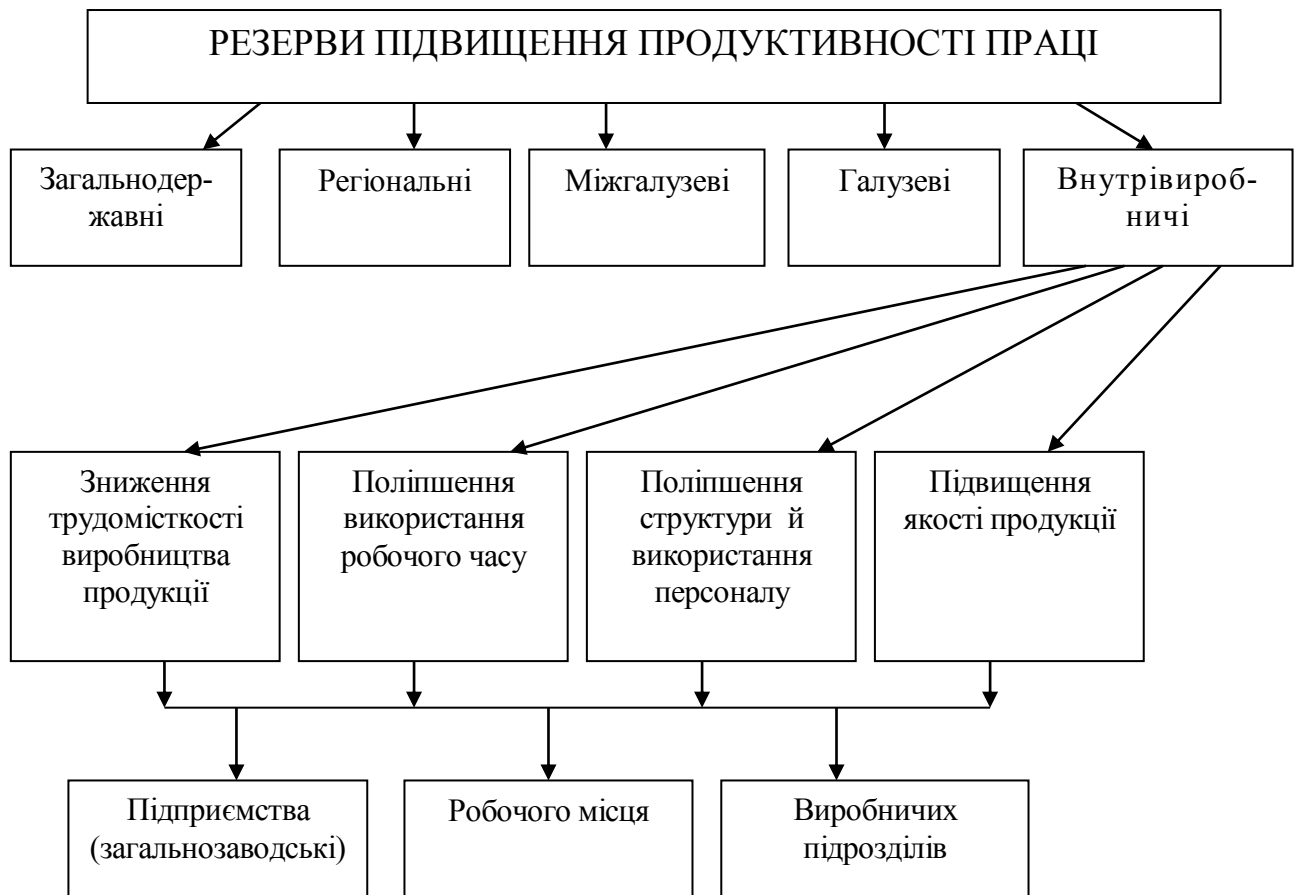 РЕЗЕРВИ ПІДВИЩЕННЯ ПРОДУКТИВНОСТІ ПРАЦІ
Загальнодер-
жавні
Регіональні
Міжгалузеві
Галузеві
Внутрівироб-
ничі
Зниження
трудомісткості
виробництва
продукції
Поліпшення
використання
робочого часу
Поліпшення
структури й
використання
персоналу
Підвищення
якості продукції
Підприємства
(загальнозаводські)
Робочого місця
Виробничих
підрозділів